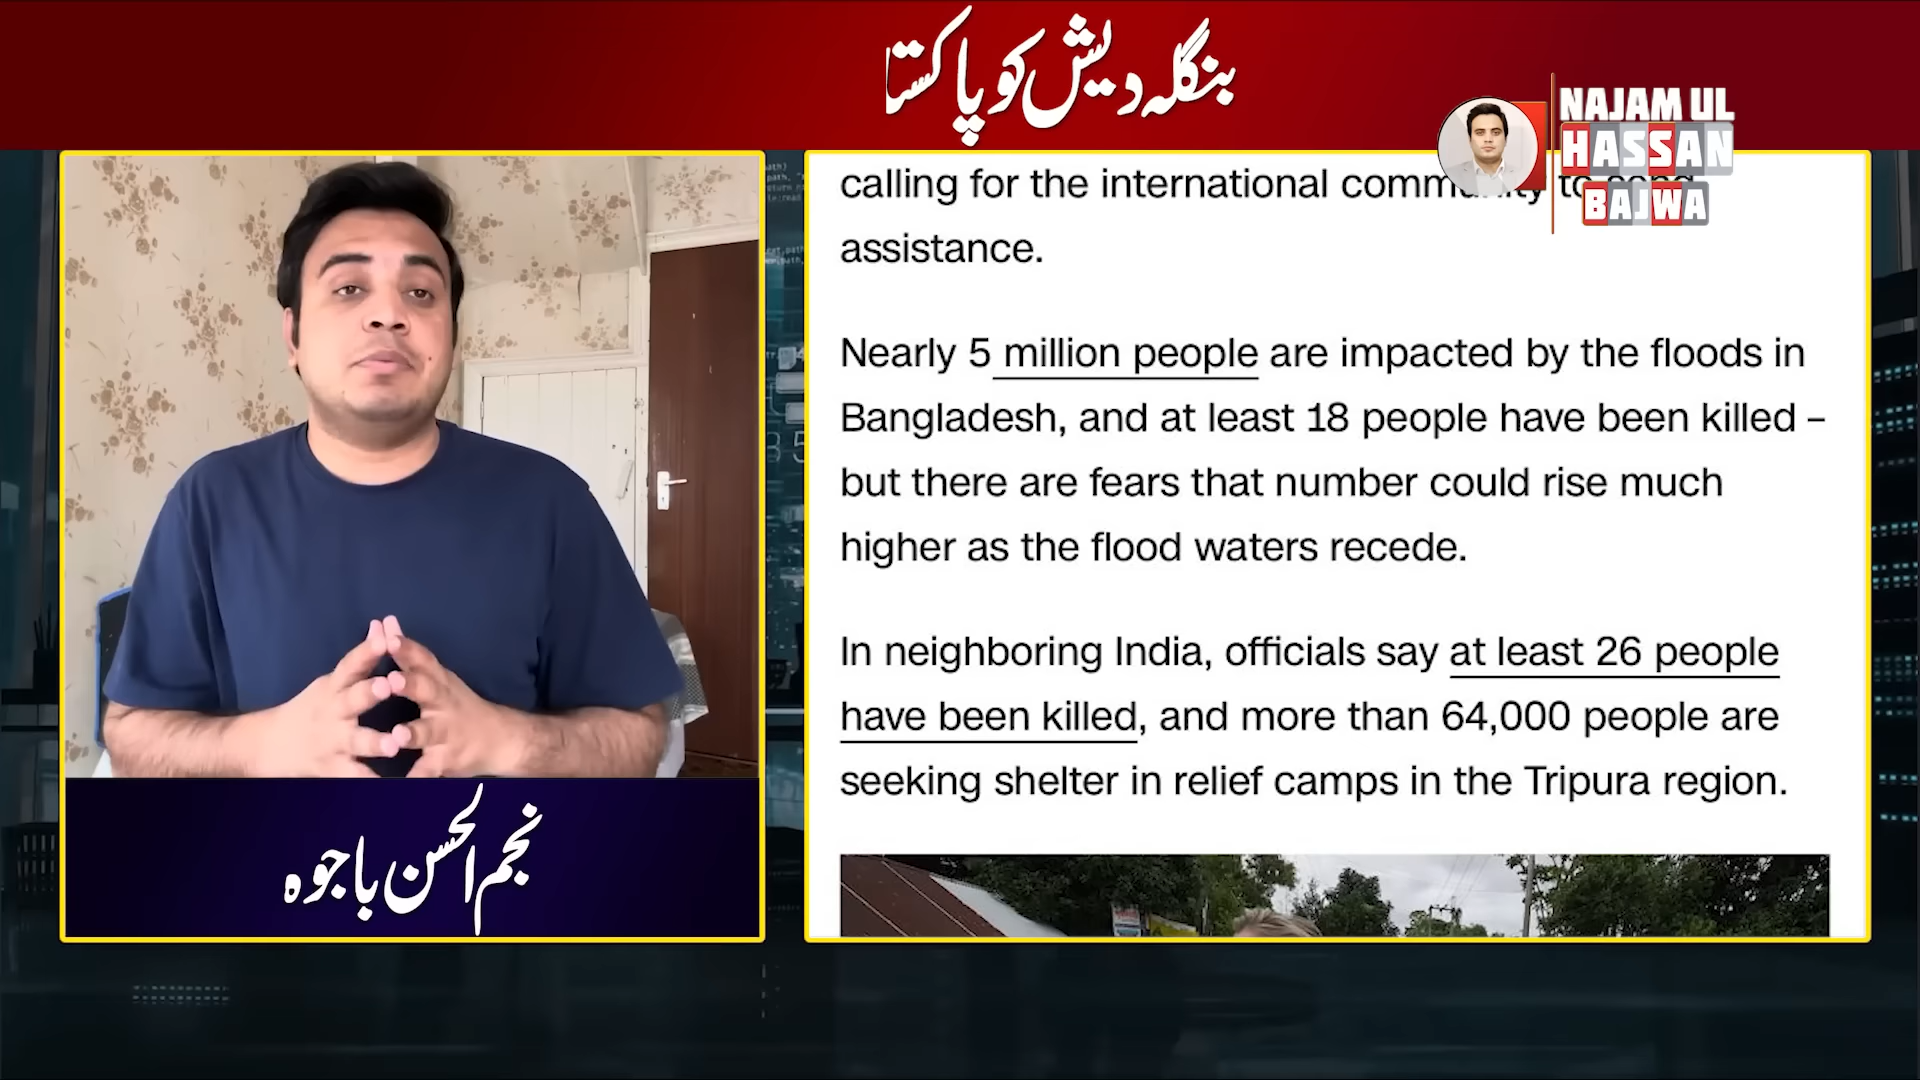 بنگلہ دیش کو پاکستا
NAJAM UL
HASSAN
BAJWA
calling for the international community to send
assistance.
Nearly 5 million people are impacted by the floods in
Bangladesh, and at least 18 people have been killed –
but there are fears that number could rise much
higher as the flood waters recede.
In neighboring India, officials say at least 26 people
have been killed, and more than 64,000 people are
seeking shelter in relief camps in the Tripura region.
نجم الحسن باجوہ